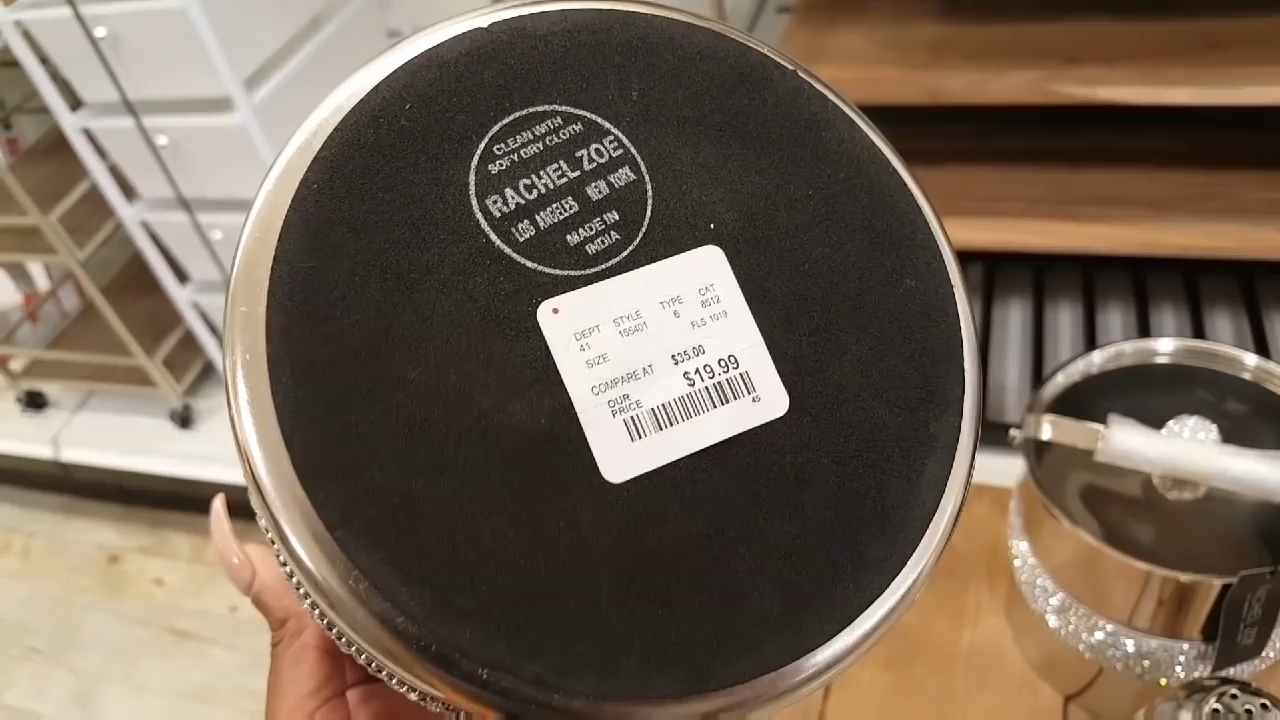 CLEAN WITH
SOFY DRY CLOTH
RACHEL ZOE
LOS ANGELES NEW YORK
MADE IN
INDIA
DEPT STYLE TYPE CAT
41 155401 6 8512
SIZE FLS 1019
COMPARE AT $35.00
OUR PRICE $19.99
45